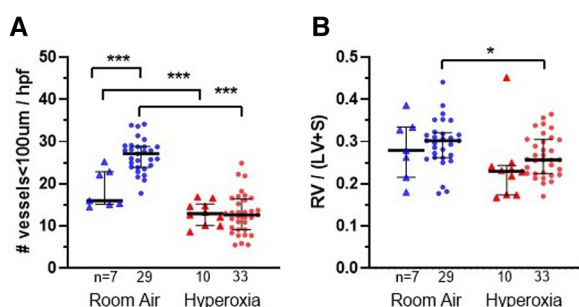 A
# vessels<100um / hpf
50
40
30
20
10
0
***
***
***
n=7 29 10 33
Room Air Hyperoxia
B
RV / (LV+S)
0.5
0.4
0.3
0.2
0.1
0.0
*
n=7 29 10 33
Room Air Hyperoxia